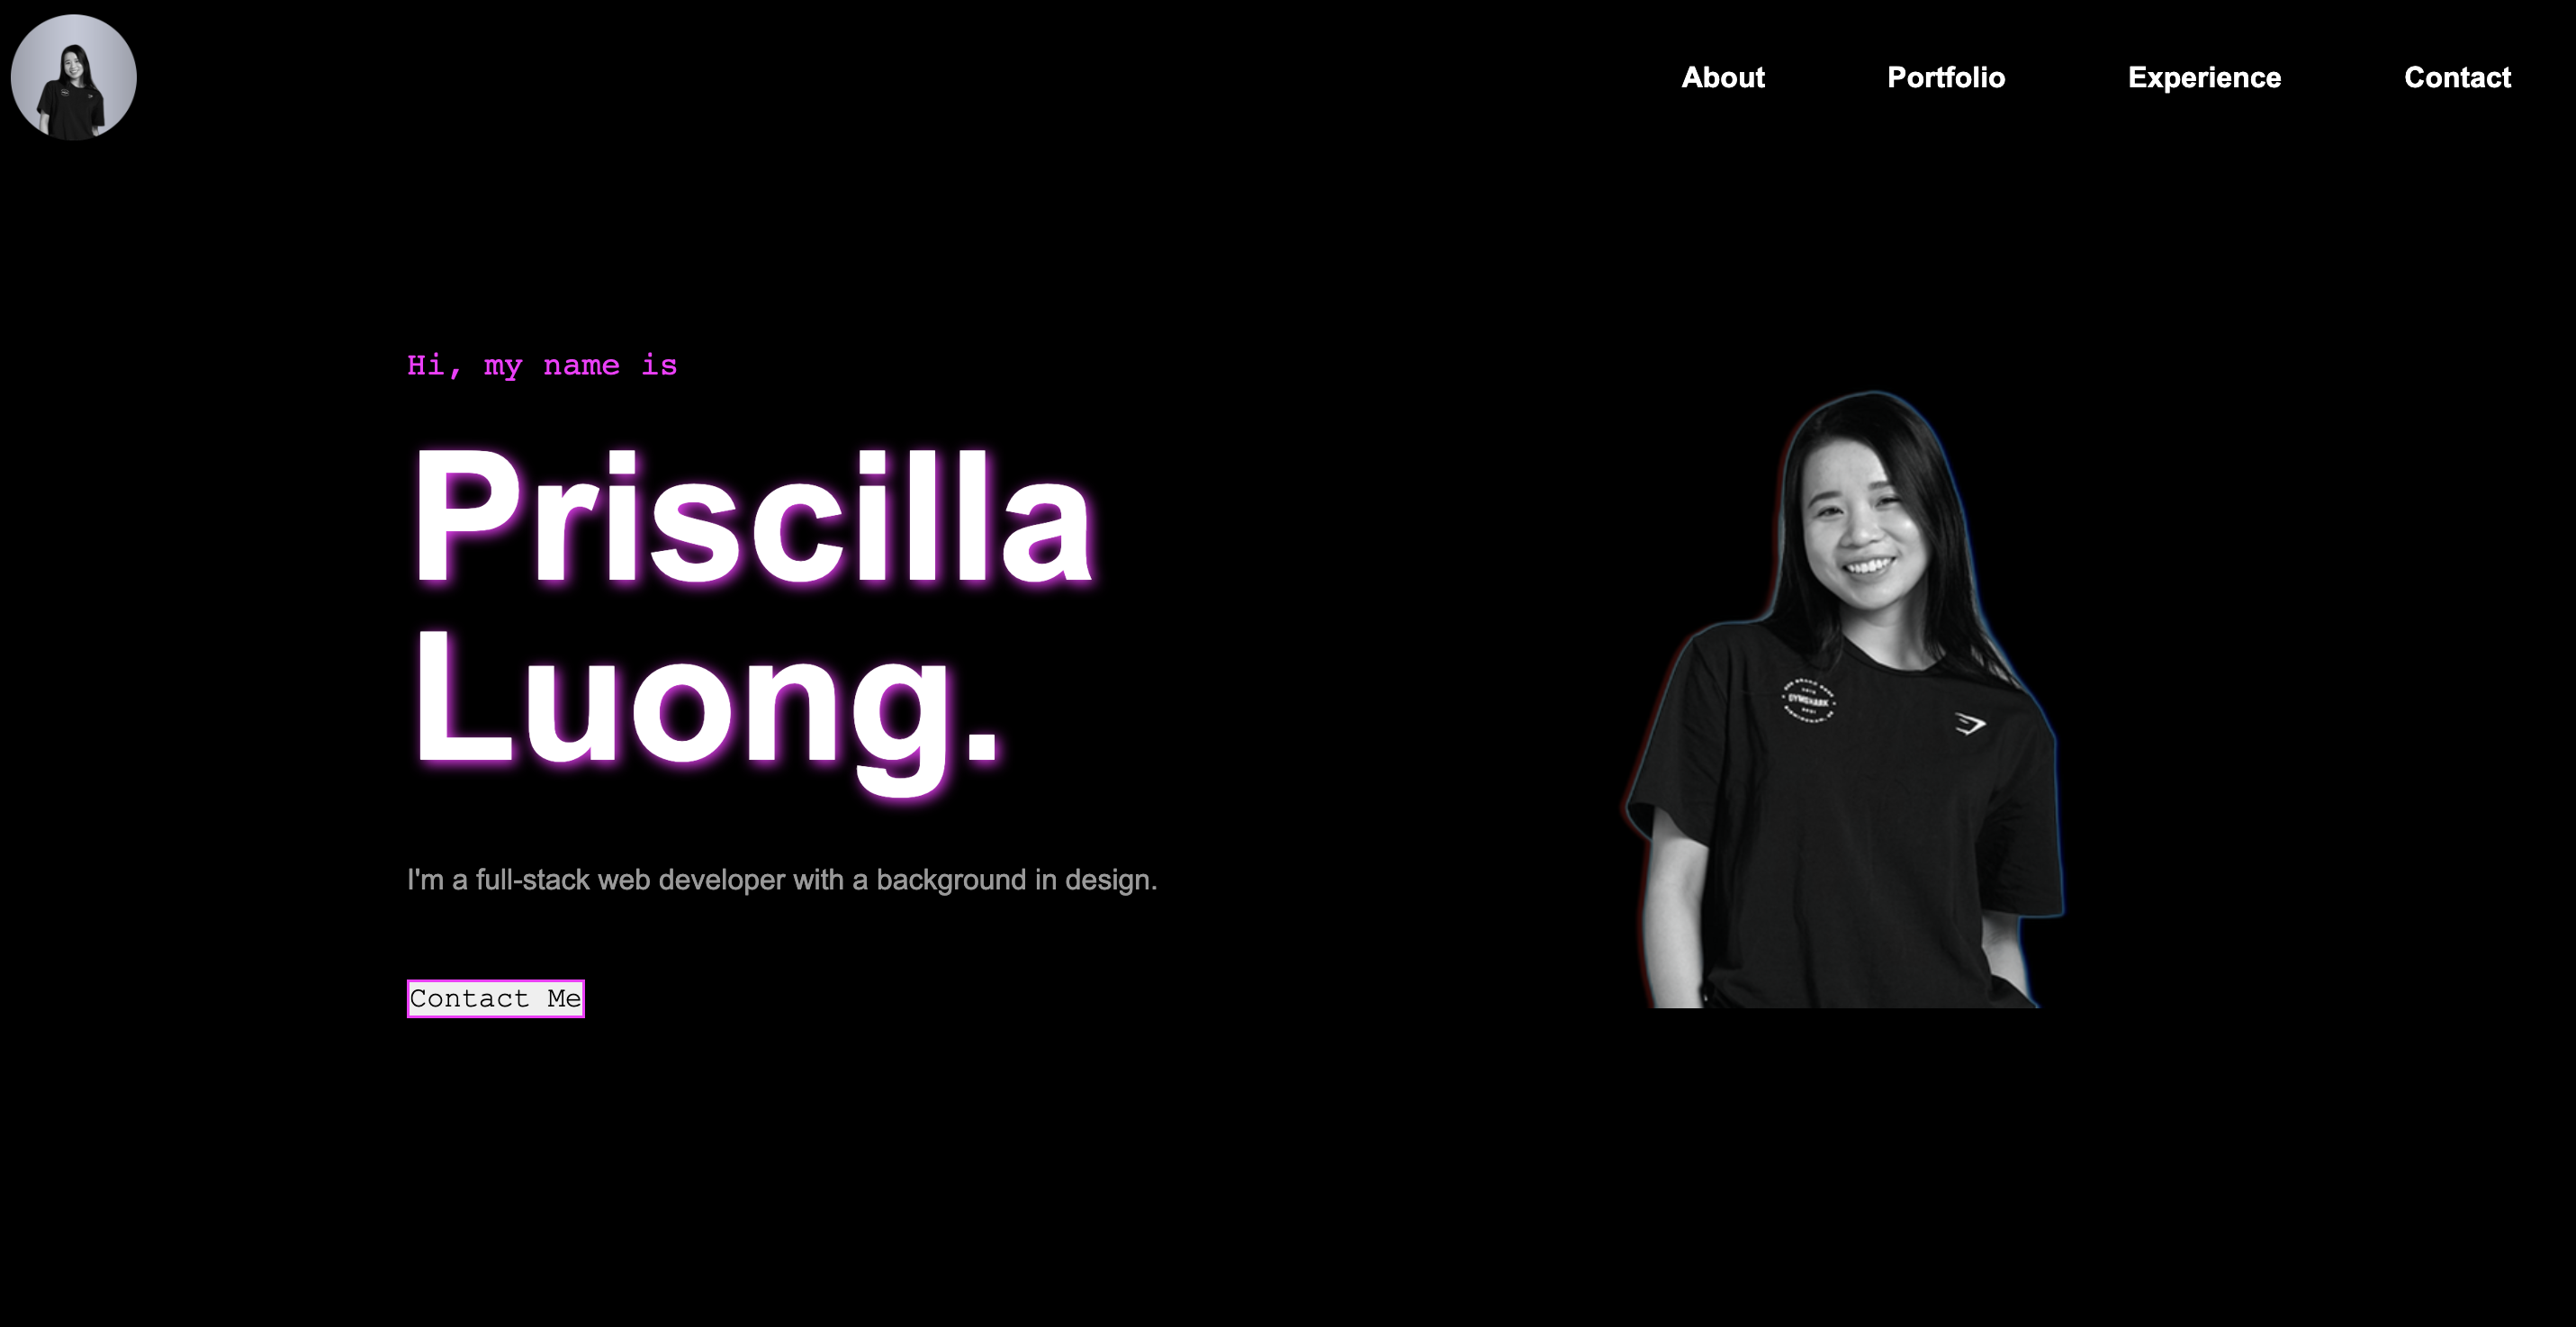 About Portfolio Experience Contact
Hi, my name is
Priscilla
Luong.
I'm a full-stack web developer with a background in design.
Contact Me
GYMSHARK